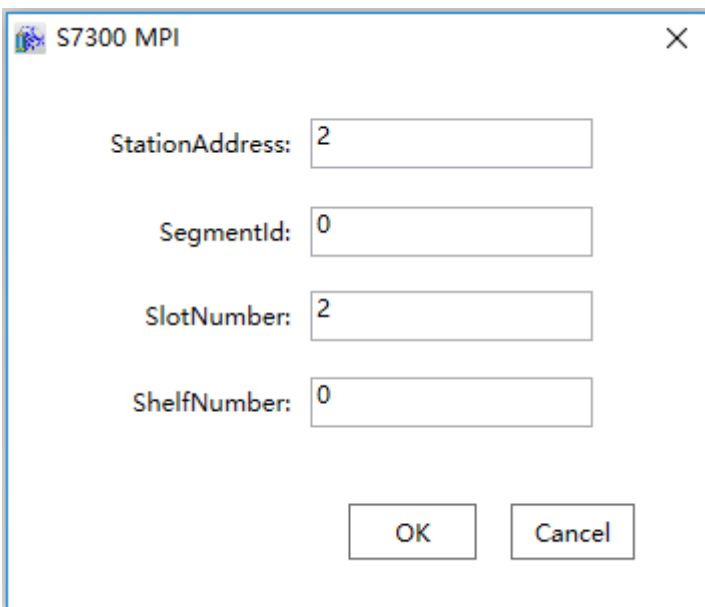 S7300 MPI
StationAddress: 2
SegmentId: 0
SlotNumber: 2
ShelfNumber: 0
OK Cancel